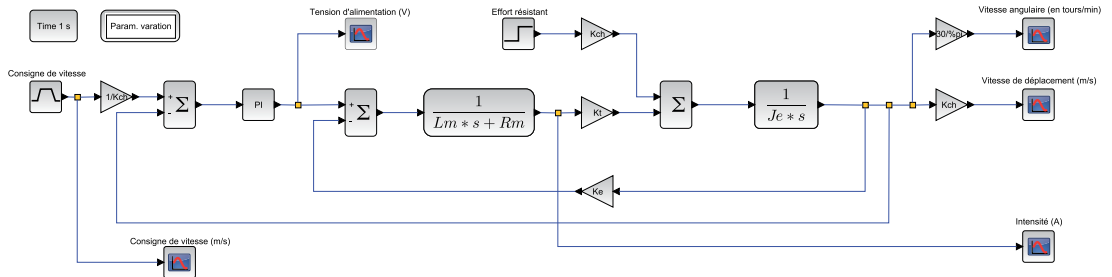 Time 1 s
Param. varation
Tension d'alimentation (V)
Effort résistant
Vitesse angulaire (en tours/min)
Kch
30/%pi
Consigne de vitesse
Vitesse de déplacement (m/s)
1/Kch
+
-
Σ
PI
+
-
Σ
1
Lm * s + Rm
Kt
Σ
1
Je * s
Kch
Ke
Consigne de vitesse (m/s)
Intensité (A)